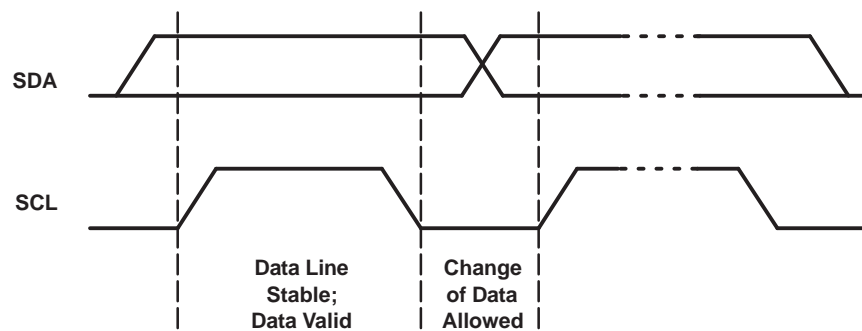 SDA
SCL
Data Line
Stable;
Data Valid
Change
of Data
Allowed